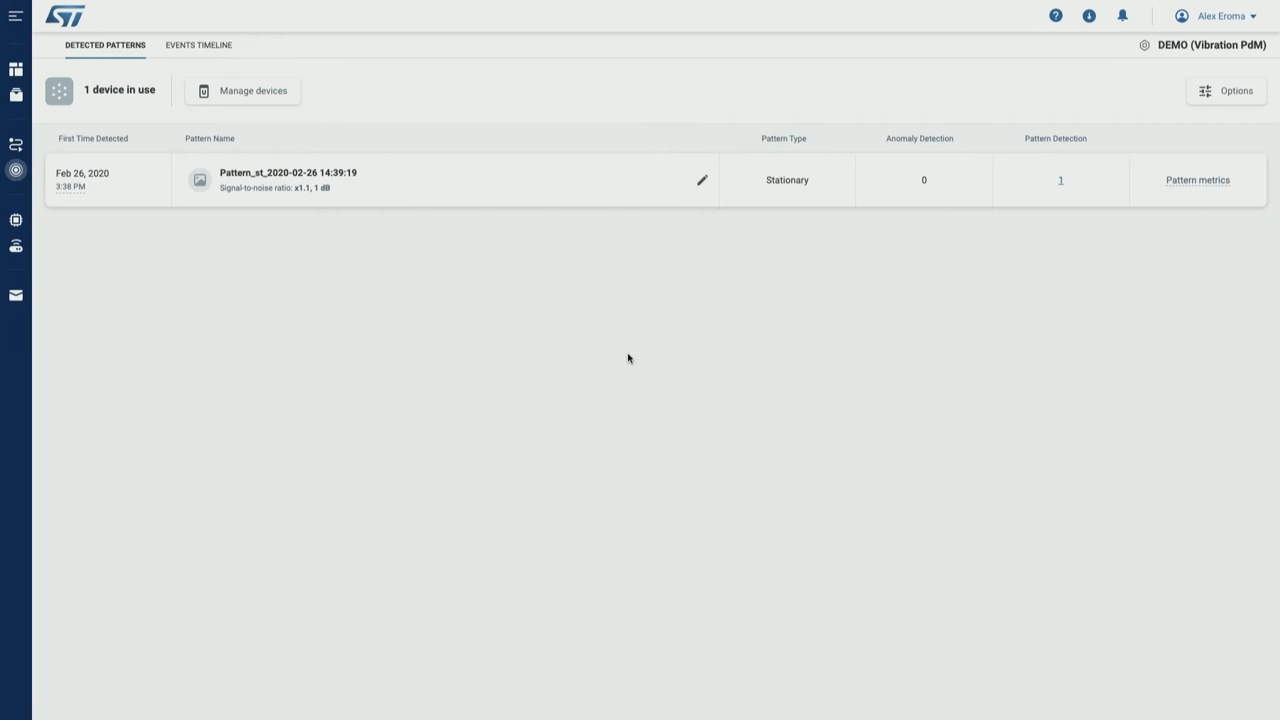 ST
? Alex Eroma
DETECTED PATTERNS EVENTS TIMELINE DEMO (Vibration PdM)
1 device in use Manage devices Options
First Time Detected Pattern Name Pattern Type Anomaly Detection Pattern Detection
Feb 26, 2020 Pattern_st_2020-02-26 14:39:19 Stationary 0 1 Pattern metrics
3:38 PM Signal-to-noise ratio: x1.1, 1 dB